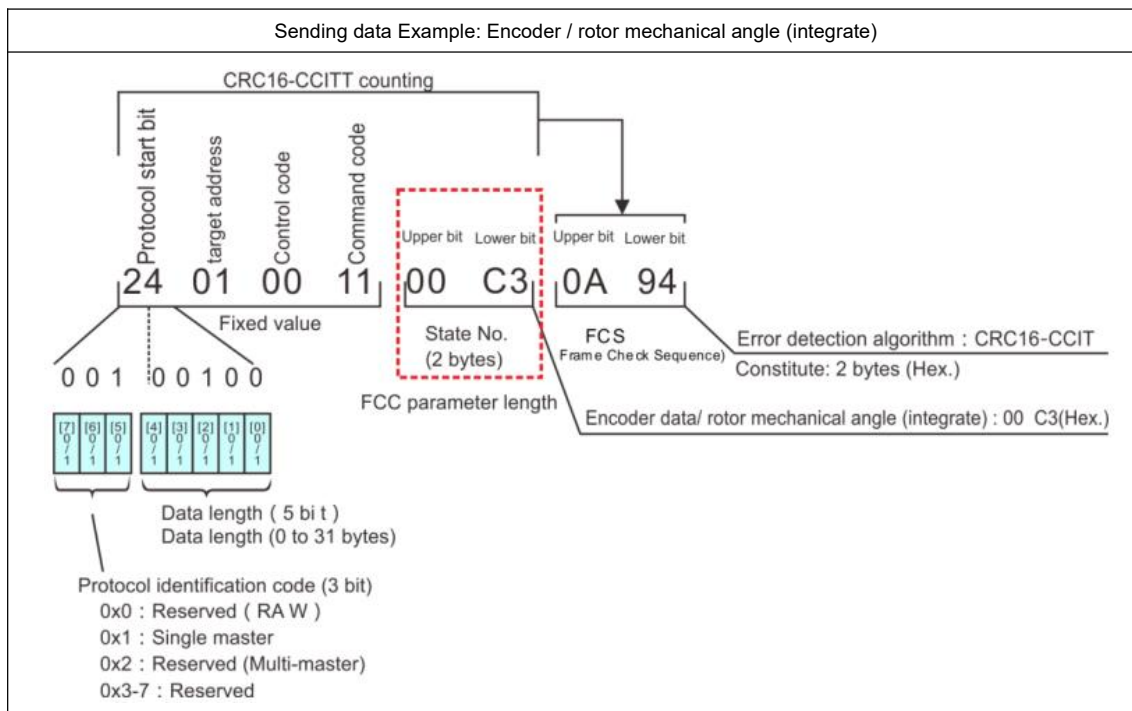 Sending data Example: Encoder / rotor mechanical angle (integrate)
CRC16-CCITT counting
Protocol start bit
target address
Control code
Command code
Upper bit Lower bit Upper bit Lower bit
24 01 00 11 00 C3 0A 94
Fixed value
State No.
(2 bytes)
FCS
Frame Check Sequence)
Error detection algorithm : CRC16-CCIT
Constitute: 2 bytes (Hex.)
FCC parameter length
Encoder data/ rotor mechanical angle (integrate) : 00 C3(Hex.)
0 0 1 0 0 1 0 0
[7] 0/1 [6] 0/1 [5] 0/1 [4] 0/1 [3] 0/1 [2] 0/1 [1] 0/1 [0] 0/1
Data length ( 5 bi t )
Data length (0 to 31 bytes)
Protocol identification code (3 bit)
0x0 : Reserved ( RA W )
0x1 : Single master
0x2 : Reserved (Multi-master)
0x3-7 : Reserved